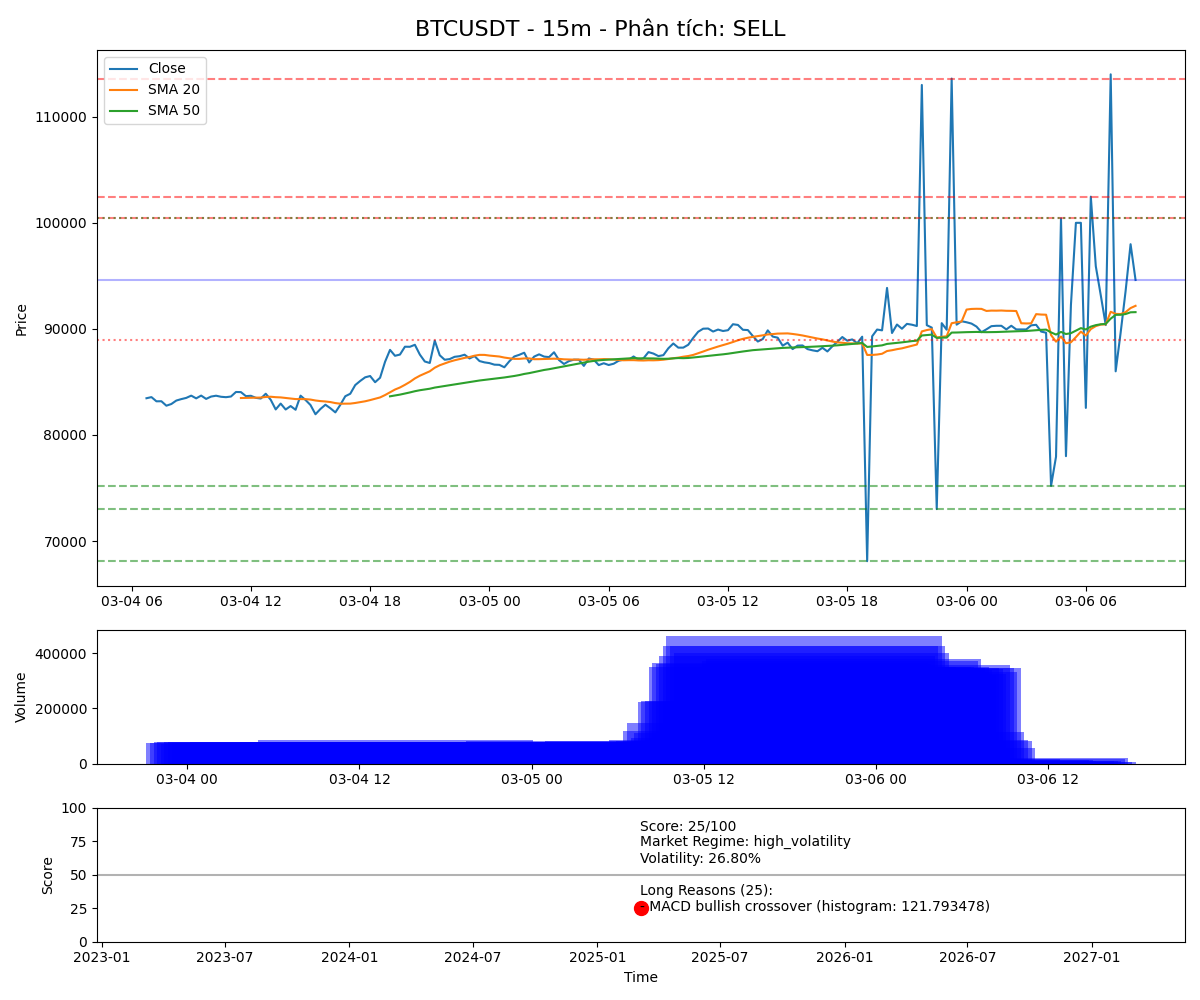 BTCUSDT - 15m - Phân tích: SELL
Close
SMA 20
SMA 50
Price
110000
100000
90000
80000
70000
03-04 06
03-04 12
03-04 18
03-05 00
03-05 06
03-05 12
03-05 18
03-06 00
03-06 06
Volume
400000
200000
0
03-04 00
03-04 12
03-05 00
03-05 12
03-06 00
03-06 12
Score
100
75
50
25
0
Score: 25/100
Market Regime: high_volatility
Volatility: 26.80%
Long Reasons (25):
- MACD bullish crossover (histogram: 121.793478)
2023-01
2023-07
2024-01
2024-07
2025-01
2025-07
2026-01
2026-07
2027-01
Time